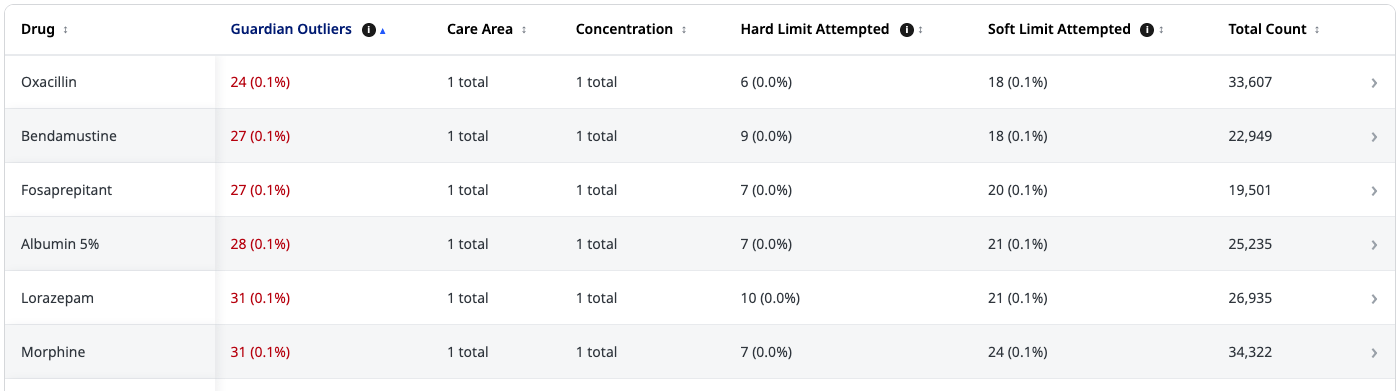 Drug Guardian Outliers Care Area Concentration Hard Limit Attempted Soft Limit Attempted Total Count
Oxacillin 24 (0.1%) 1 total 1 total 6 (0.0%) 18 (0.1%) 33,607
Bendamustine 27 (0.1%) 1 total 1 total 9 (0.0%) 18 (0.1%) 22,949
Fosaprepitant 27 (0.1%) 1 total 1 total 7 (0.0%) 20 (0.1%) 19,501
Albumin 5% 28 (0.1%) 1 total 1 total 7 (0.0%) 21 (0.1%) 25,235
Lorazepam 31 (0.1%) 1 total 1 total 10 (0.0%) 21 (0.1%) 26,935
Morphine 31 (0.1%) 1 total 1 total 7 (0.0%) 24 (0.1%) 34,322